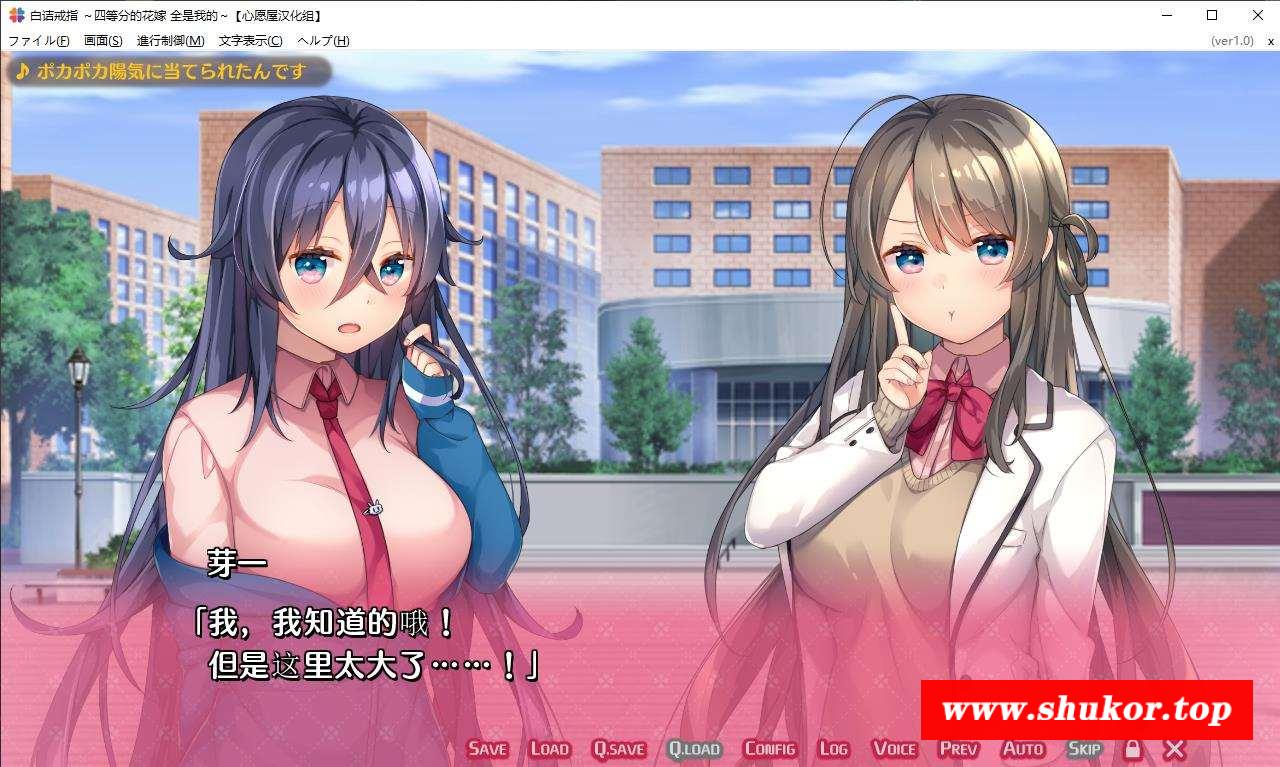 白诘戒指 ～四等分的花嫁 全是我的～【心愿屋汉化组】
ファイル(F) 画面(S) 進行制御(M) 文字表示(C) ヘルプ(H) (ver1.0) x
♪ ポカポカ陽気に当てられたんです
芽一
「我，我知道的哦！
但是这里太大了……！」
www.shukor.top
SAVE LOAD Q.SAVE Q.LOAD CONFIG LOG VOICE PREV AUTO SKIP